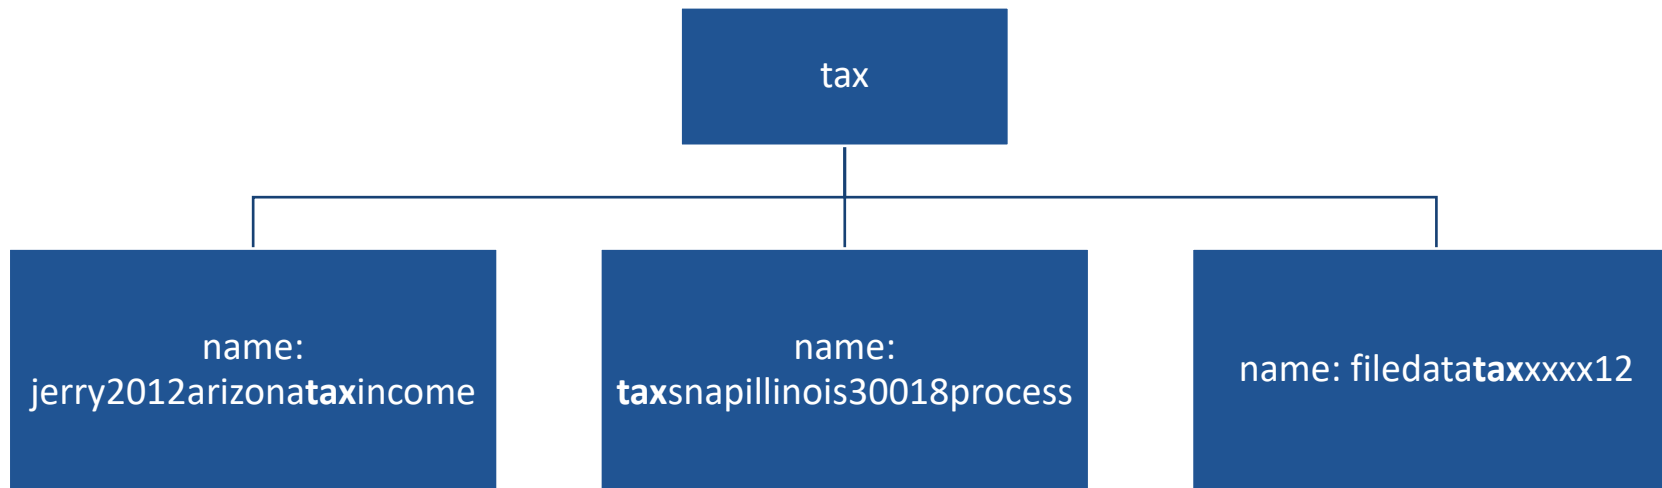 tax
name:
jerry2012arizonataxincome
name:
taxsnapillinois30018process
name: filedatataxxxxx12